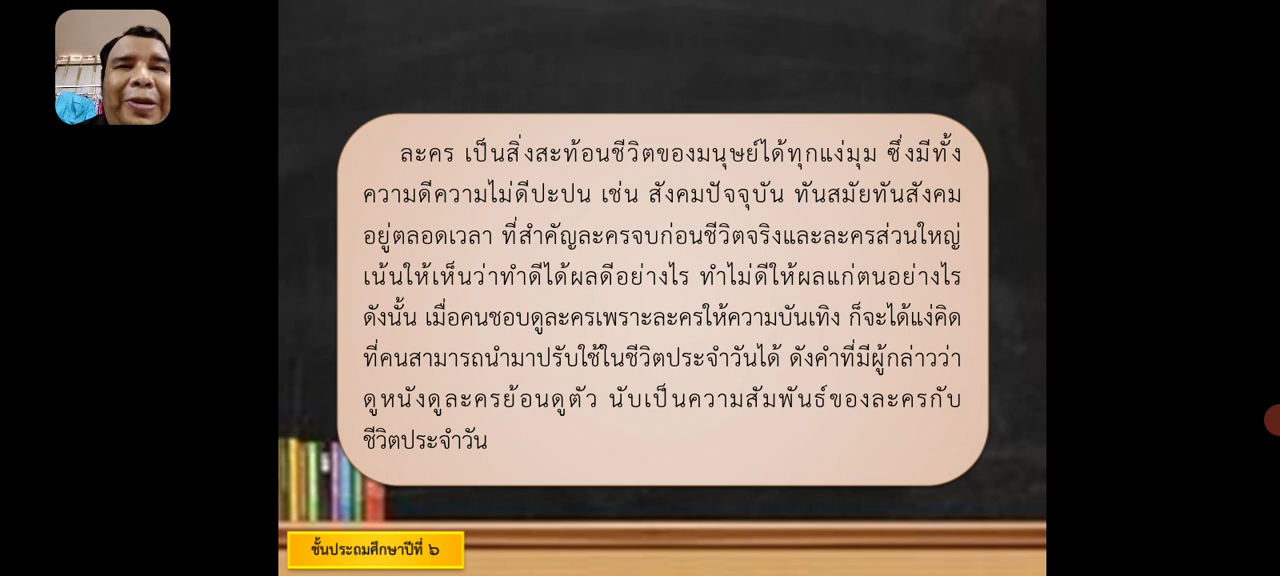 ละคร เป็นสิ่งสะท้อนชีวิตของมนุษย์ได้ทุกแง่มุม ซึ่งมีทั้ง
ความดีความไม่ดีปะปน เช่น สังคมปัจจุบัน ทันสมัยทันสังคม
อยู่ตลอดเวลา ที่สำคัญละครจบก่อนชีวิตจริงและละครส่วนใหญ่
เน้นให้เห็นว่าทำดีได้ผลดีอย่างไร ทำไม่ดีให้ผลแก่ตนอย่างไร
ดังนั้น เมื่อคนชอบดูละครเพราะละครให้ความบันเทิง ก็จะได้แง่คิด
ที่คนสามารถนำมาปรับใช้ในชีวิตประจำวันได้ ดังคำที่มีผู้กล่าวว่า
ดูหนังดูละครย้อนดูตัว นับเป็นความสัมพันธ์ของละครกับ
ชีวิตประจำวัน
ชั้นประถมศึกษาปีที่ ๖